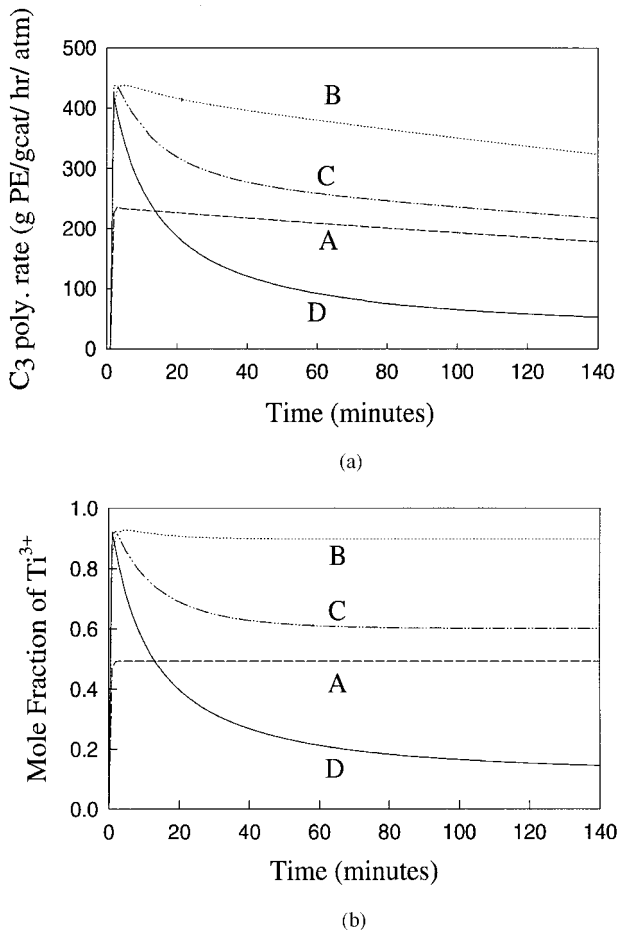 500
400
300
200
100
0
C3 poly. rate (g PE/gcat/ hr/ atm)
B
C
A
D
0 20 40 60 80 100 120 140
Time (minutes)
(a)
1.0
0.8
0.6
0.4
0.2
0.0
Mole Fraction of Ti³⁺
B
C
A
D
0 20 40 60 80 100 120 140
Time (minutes)
(b)